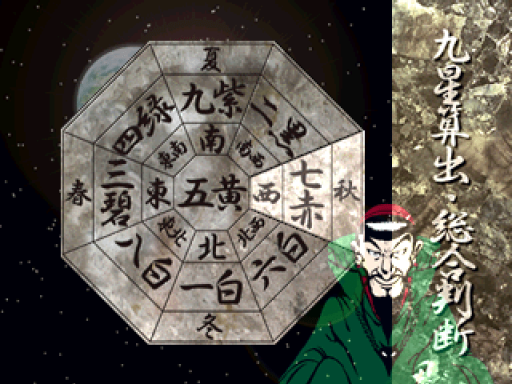 九星算出・総合判断
夏
九紫
南
四緑
東南
二黒
西南
春
三碧
東
五黄
西
七赤
秋
八白
東北
北
西北
六白
一白
冬